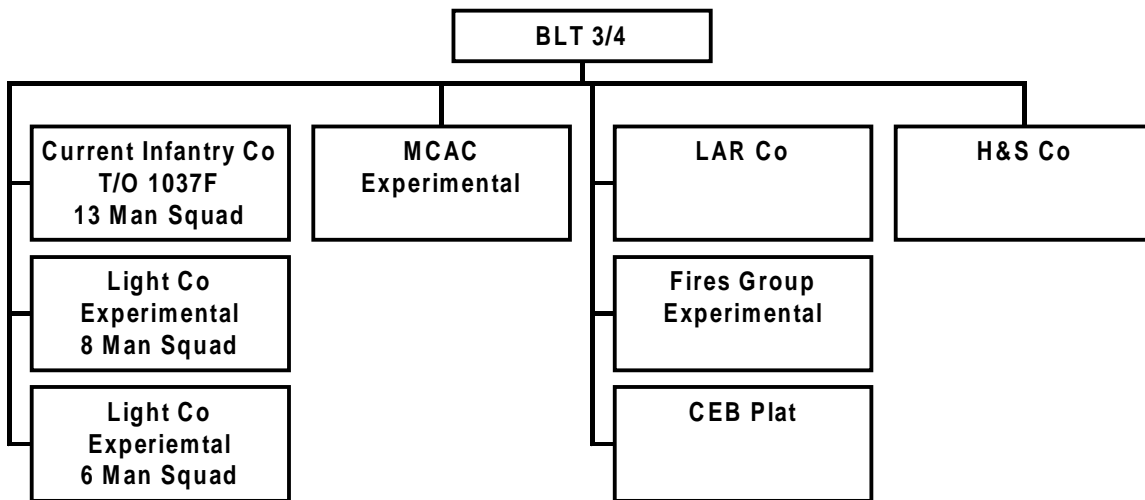 BLT 3/4
Current Infantry Co
T/O 1037F
13 Man Squad
MCAC
Experimental
LAR Co
H&S Co
Light Co
Experimental
8 Man Squad
Fires Group
Experimental
Light Co
Experiemtal
6 Man Squad
CEB Plat